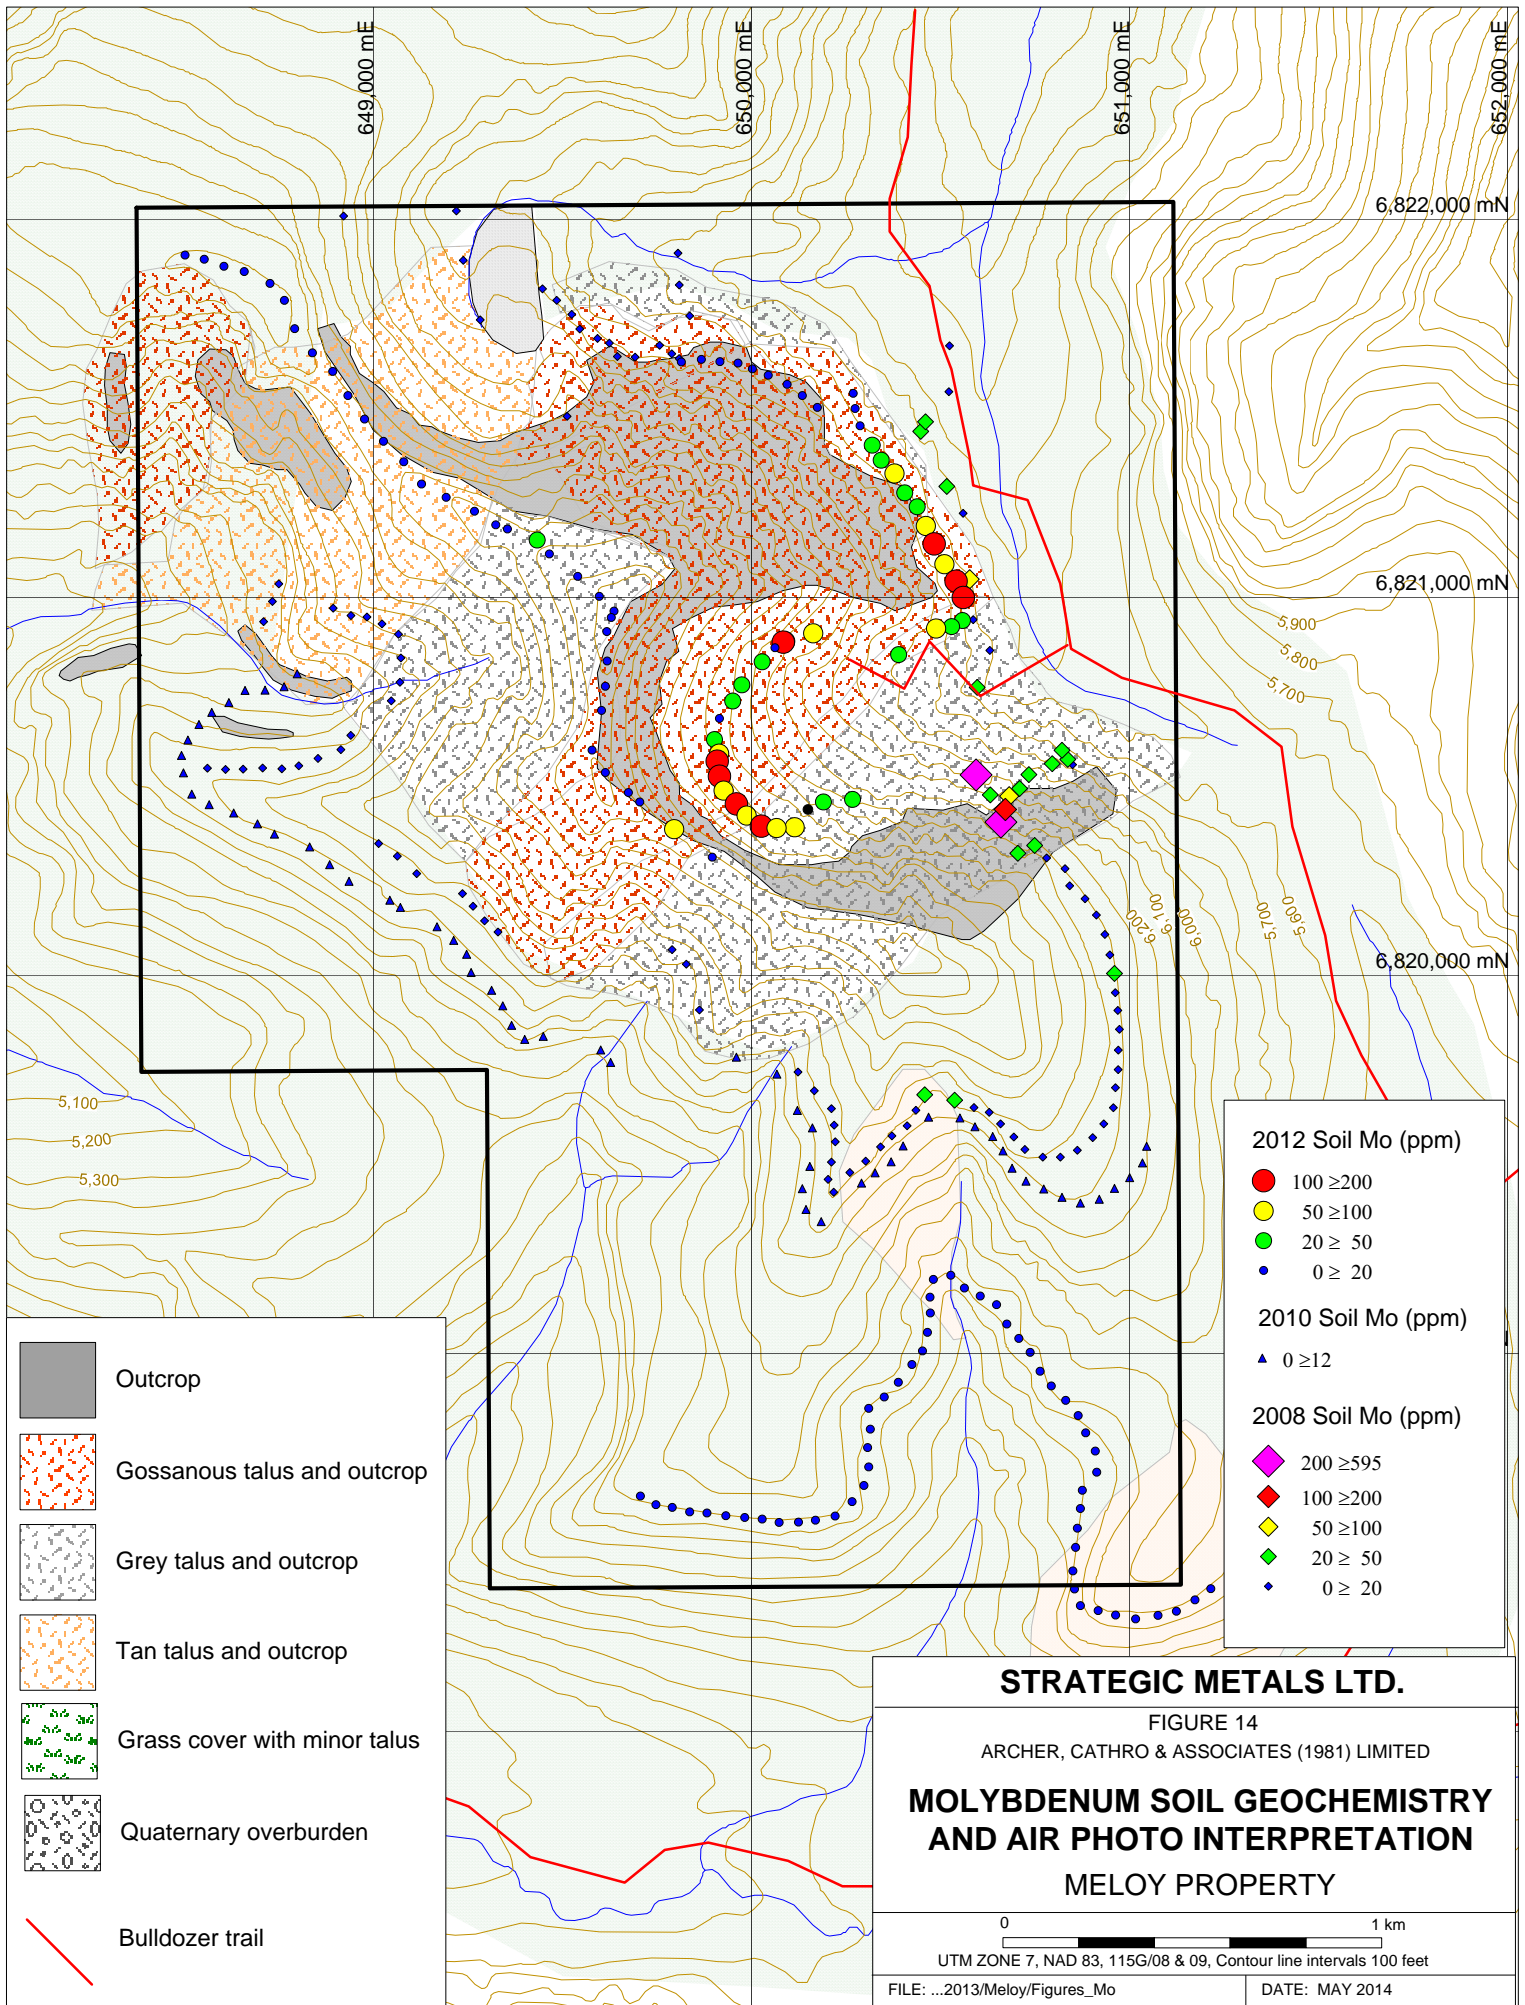 649,000 mE
650,000 mE
651,000 mE
652,000 mE
6,822,000 mN
6,821,000 mN
5,900
5,800
5,700
6,200
6,100
6,000
5,700
5,600
6,820,000 mN
5,100
5,200
5,300
N
2012 Soil Mo (ppm)
100 ≥200
50 ≥100
20 ≥ 50
0 ≥ 20
2010 Soil Mo (ppm)
0 ≥12
2008 Soil Mo (ppm)
200 ≥595
100 ≥200
50 ≥100
20 ≥ 50
0 ≥ 20
Outcrop
Gossanous talus and outcrop
Grey talus and outcrop
Tan talus and outcrop
Grass cover with minor talus
Quaternary overburden
Bulldozer trail
STRATEGIC METALS LTD.
FIGURE 14
ARCHER, CATHRO & ASSOCIATES (1981) LIMITED
MOLYBDENUM SOIL GEOCHEMISTRY
AND AIR PHOTO INTERPRETATION
MELOY PROPERTY
0 1 km
UTM ZONE 7, NAD 83, 115G/08 & 09, Contour line intervals 100 feet
FILE: ...2013/Meloy/Figures_Mo DATE: MAY 2014